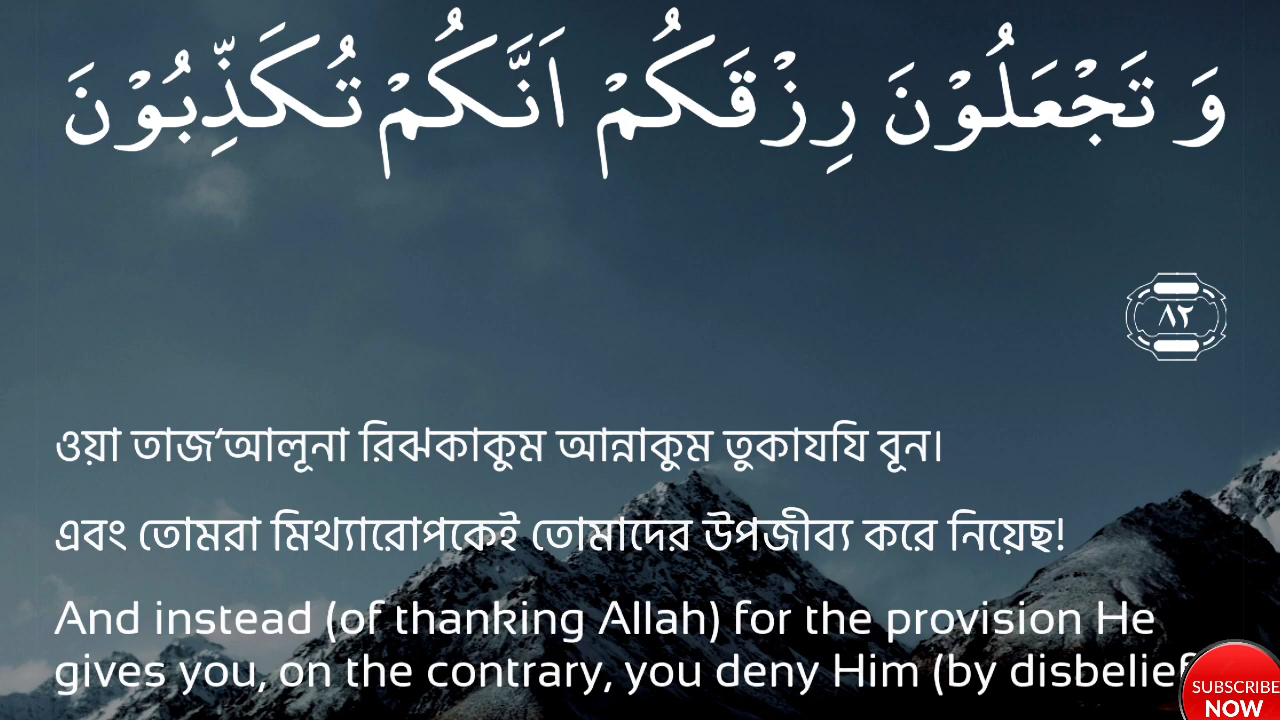 وَ تَجْعَلُوْنَ رِزْقَكُمْ اَنَّكُمْ تُكَذِّبُوْنَ
٨٢
ওয়া তাজ‘আলূনা রিঝকাকুম আন্নাকুম তুকাযযি বূন।
এবং তোমরা মিথ্যারোপকেই তোমাদের উপজীব্য করে নিয়েছ!
And instead (of thanking Allah) for the provision He
gives you, on the contrary, you deny Him (by disbelief
SUBSCRIBE
NOW